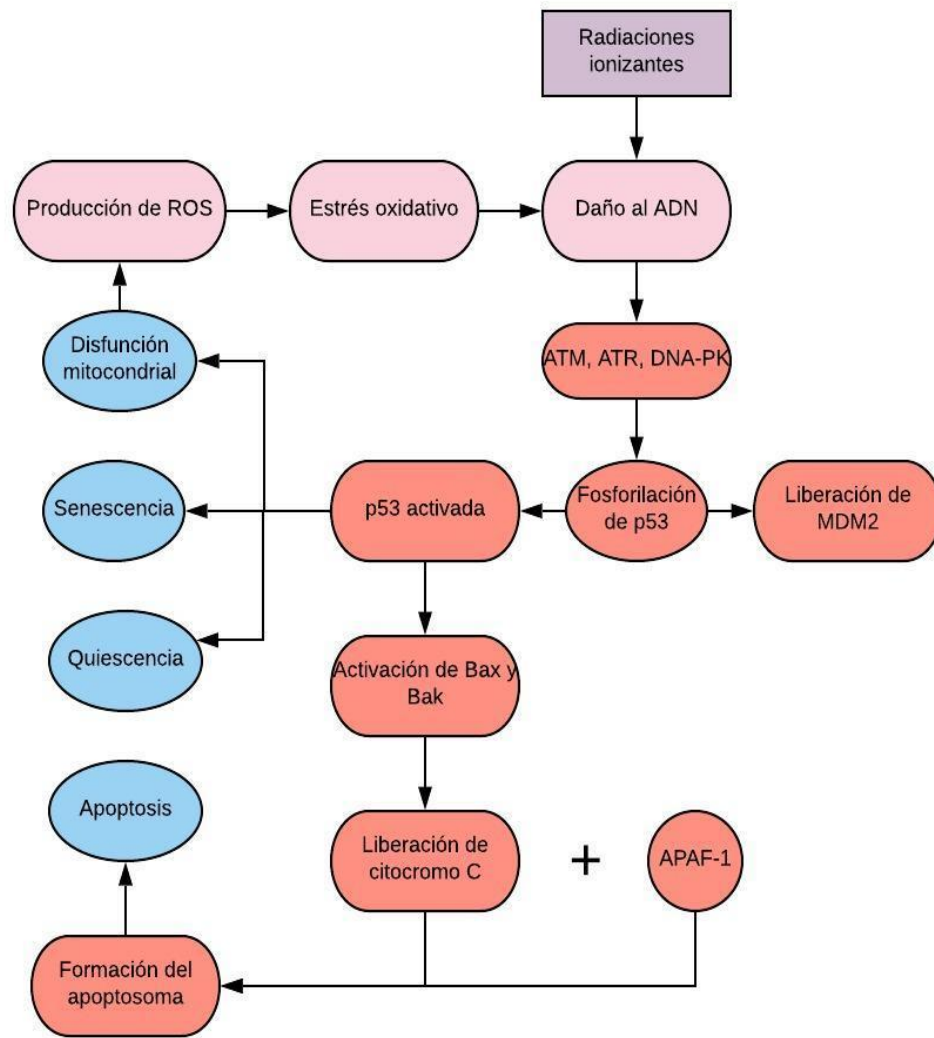 Radiaciones
ionizantes
Producción de ROS
Estrés oxidativo
Daño al ADN
Disfunción
mitocondrial
ATM, ATR, DNA-PK
Senescencia
p53 activada
Fosforilación
de p53
Liberación de
MDM2
Quiescencia
Activación de Bax y
Bak
Apoptosis
Liberación de
citocromo C
+
APAF-1
Formación del
apoptosoma